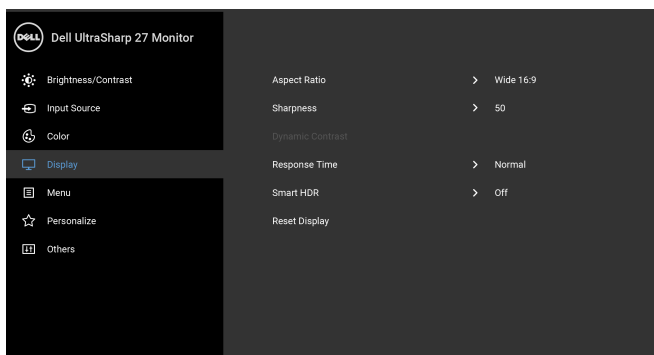 DELL Dell UltraSharp 27 Monitor
Brightness/Contrast
Input Source
Color
Display
Menu
Personalize
Others
Aspect Ratio > Wide 16:9
Sharpness > 50
Dynamic Contrast
Response Time > Normal
Smart HDR > Off
Reset Display